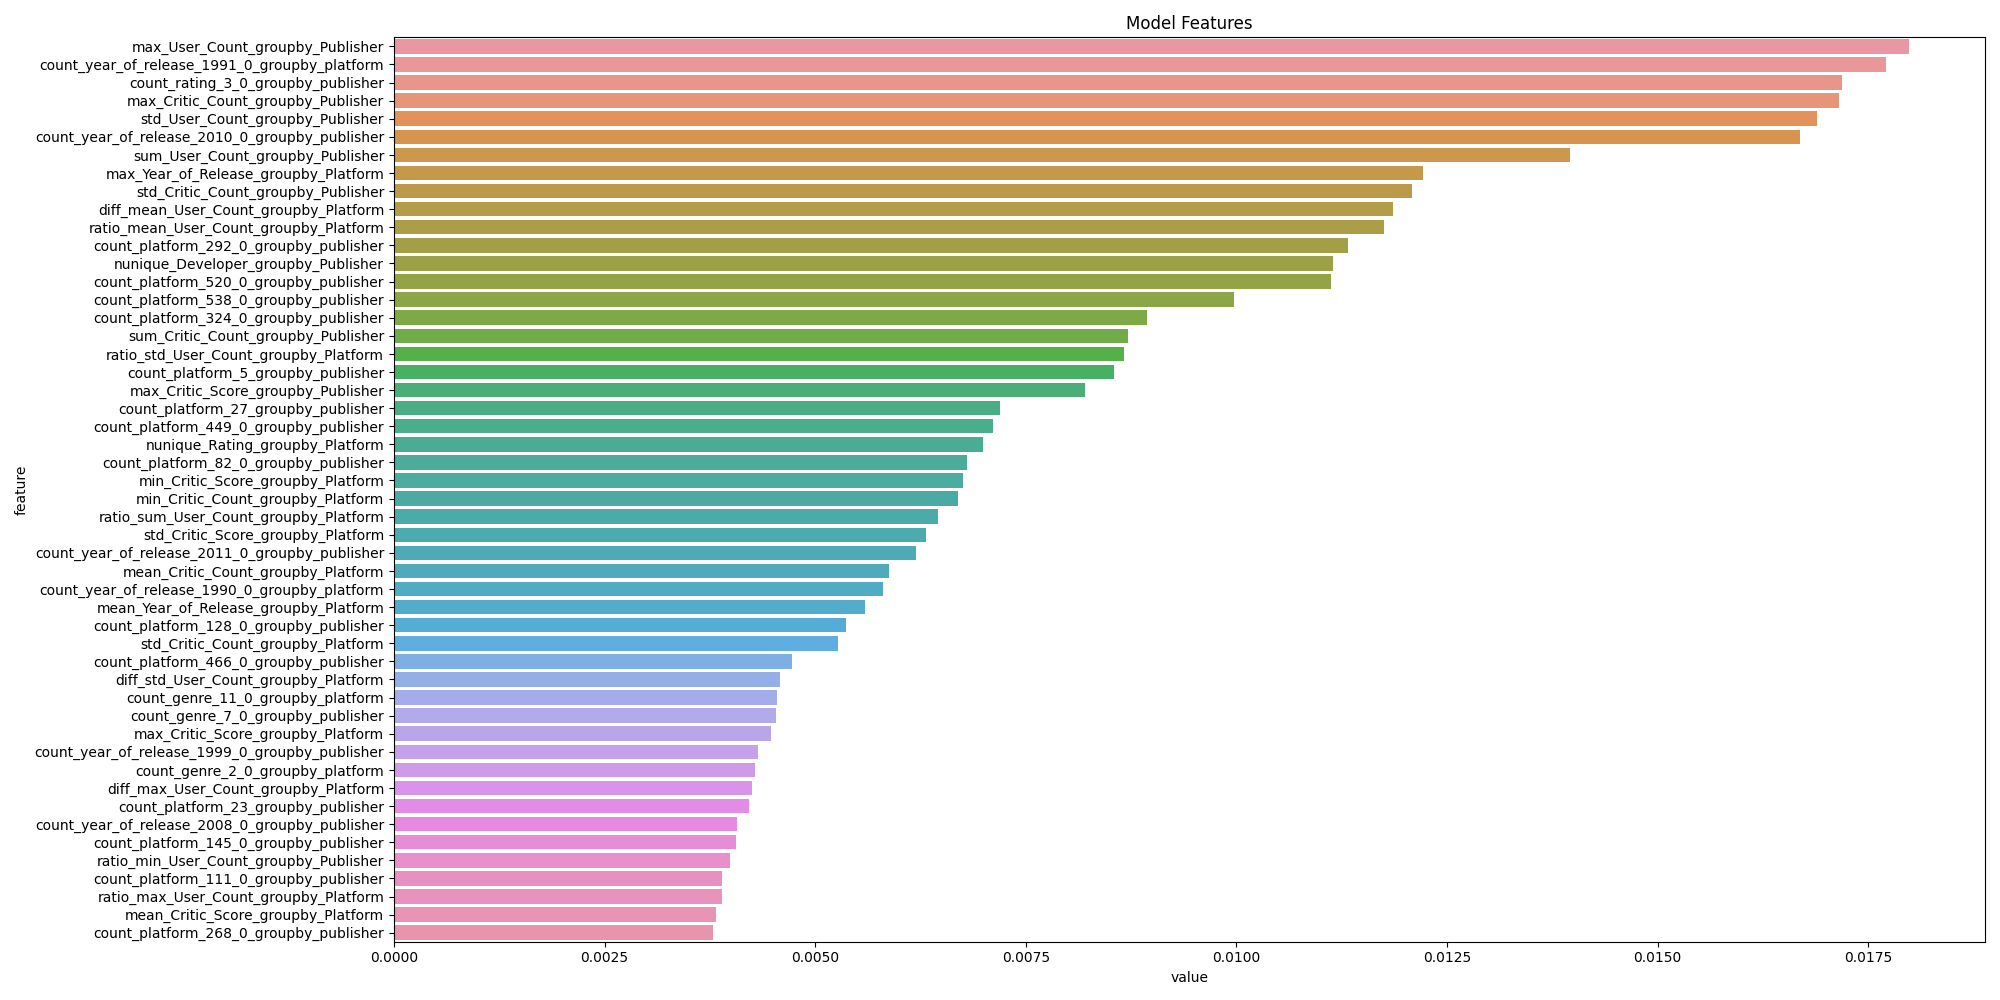 Model Features
max_User_Count_groupby_Publisher
count_year_of_release_1991_0_groupby_platform
count_rating_3_0_groupby_publisher
max_Critic_Count_groupby_Publisher
std_User_Count_groupby_Publisher
count_year_of_release_2010_0_groupby_publisher
sum_User_Count_groupby_Publisher
max_Year_of_Release_groupby_Platform
std_Critic_Count_groupby_Publisher
diff_mean_User_Count_groupby_Platform
ratio_mean_User_Count_groupby_Platform
count_platform_292_0_groupby_publisher
nunique_Developer_groupby_Publisher
count_platform_520_0_groupby_publisher
count_platform_538_0_groupby_publisher
count_platform_324_0_groupby_publisher
sum_Critic_Count_groupby_Publisher
ratio_std_User_Count_groupby_Platform
count_platform_5_groupby_publisher
max_Critic_Score_groupby_Publisher
count_platform_27_groupby_publisher
count_platform_449_0_groupby_publisher
nunique_Rating_groupby_Platform
count_platform_82_0_groupby_publisher
min_Critic_Score_groupby_Platform
min_Critic_Count_groupby_Platform
ratio_sum_User_Count_groupby_Platform
std_Critic_Score_groupby_Platform
count_year_of_release_2011_0_groupby_publisher
mean_Critic_Count_groupby_Platform
count_year_of_release_1990_0_groupby_platform
mean_Year_of_Release_groupby_Platform
count_platform_128_0_groupby_publisher
std_Critic_Count_groupby_Platform
count_platform_466_0_groupby_publisher
diff_std_User_Count_groupby_Platform
count_genre_11_0_groupby_platform
count_genre_7_0_groupby_publisher
max_Critic_Score_groupby_Platform
count_year_of_release_1999_0_groupby_publisher
count_genre_2_0_groupby_platform
diff_max_User_Count_groupby_Platform
count_platform_23_groupby_publisher
count_year_of_release_2008_0_groupby_publisher
count_platform_145_0_groupby_publisher
ratio_min_User_Count_groupby_Publisher
count_platform_111_0_groupby_publisher
ratio_max_User_Count_groupby_Platform
mean_Critic_Score_groupby_Platform
count_platform_268_0_groupby_publisher
feature
0.0000 0.0025 0.0050 0.0075 0.0100 0.0125 0.0150 0.0175
value